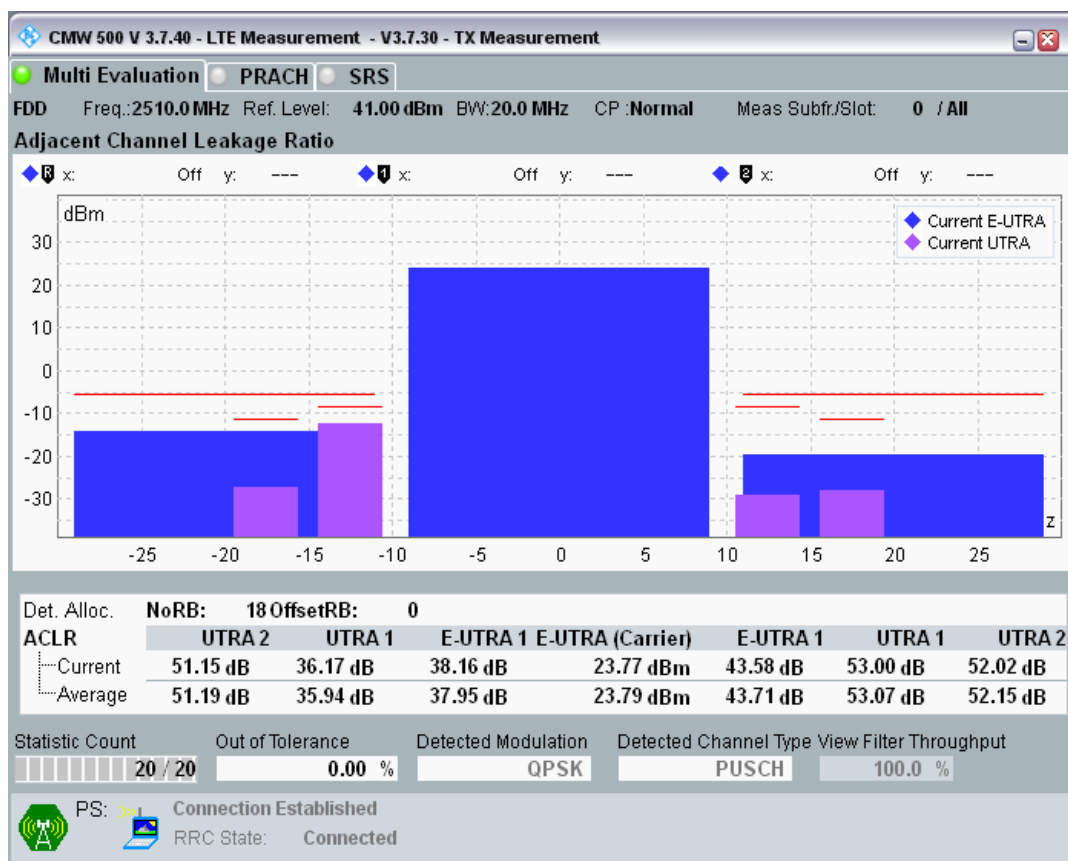 CMW 500 V 3.7.40 - LTE Measurement - V3.7.30 - TX Measurement
Multi Evaluation PRACH SRS
FDD Freq.:2510.0 MHz Ref. Level: 41.00 dBm BW:20.0 MHz CP :Normal Meas Subfr./Slot: 0 / All
Adjacent Channel Leakage Ratio
R x: Off y: --- 1 x: Off y: --- 2 x: Off y: ---
dBm
Current E-UTRA
Current UTRA
30
20
10
0
-10
-20
-30
z
-25 -20 -15 -10 -5 0 5 10 15 20 25
Det. Alloc. NoRB: 18 OffsetRB: 0
ACLR UTRA 2 UTRA 1 E-UTRA 1 E-UTRA (Carrier) E-UTRA 1 UTRA 1 UTRA 2
Current 51.15 dB 36.17 dB 38.16 dB 23.77 dBm 43.58 dB 53.00 dB 52.02 dB
Average 51.19 dB 35.94 dB 37.95 dB 23.79 dBm 43.71 dB 53.07 dB 52.15 dB
Statistic Count Out of Tolerance Detected Modulation Detected Channel Type View Filter Throughput
20 / 20 0.00 % QPSK PUSCH 100.0 %
PS: Connection Established
RRC State: Connected